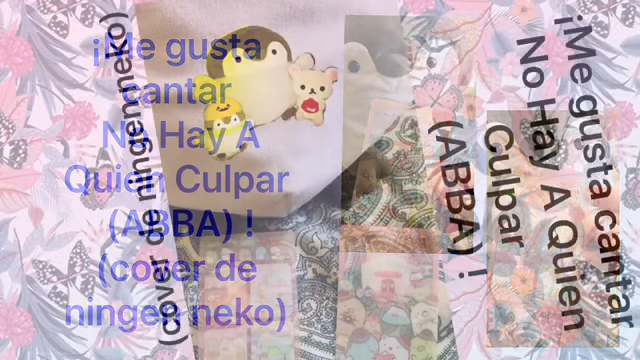 ¡Me gusta
cantar
No Hay A
Quien Culpar
(ABBA) !
(cover de
ningen neko)
(cover de ningen neko)
¡Me gusta cantar
No Hay A Quien
Culpar
(ABBA) !